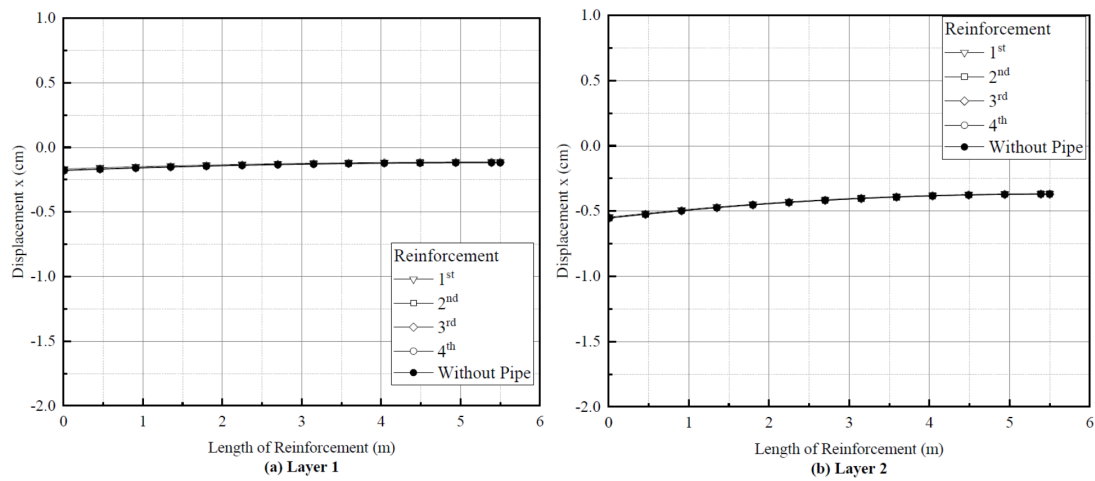 1.0
0.5
0.0
-0.5
-1.0
-1.5
-2.0
Displacement x (cm)
Reinforcement
1st
2nd
3rd
4th
Without Pipe
0 1 2 3 4 5 6
Length of Reinforcement (m)
(a) Layer 1
1.0
0.5
0.0
-0.5
-1.0
-1.5
-2.0
Displacement x (cm)
Reinforcement
1st
2nd
3rd
4th
Without Pipe
0 1 2 3 4 5 6
Length of Reinforcement (m)
(b) Layer 2